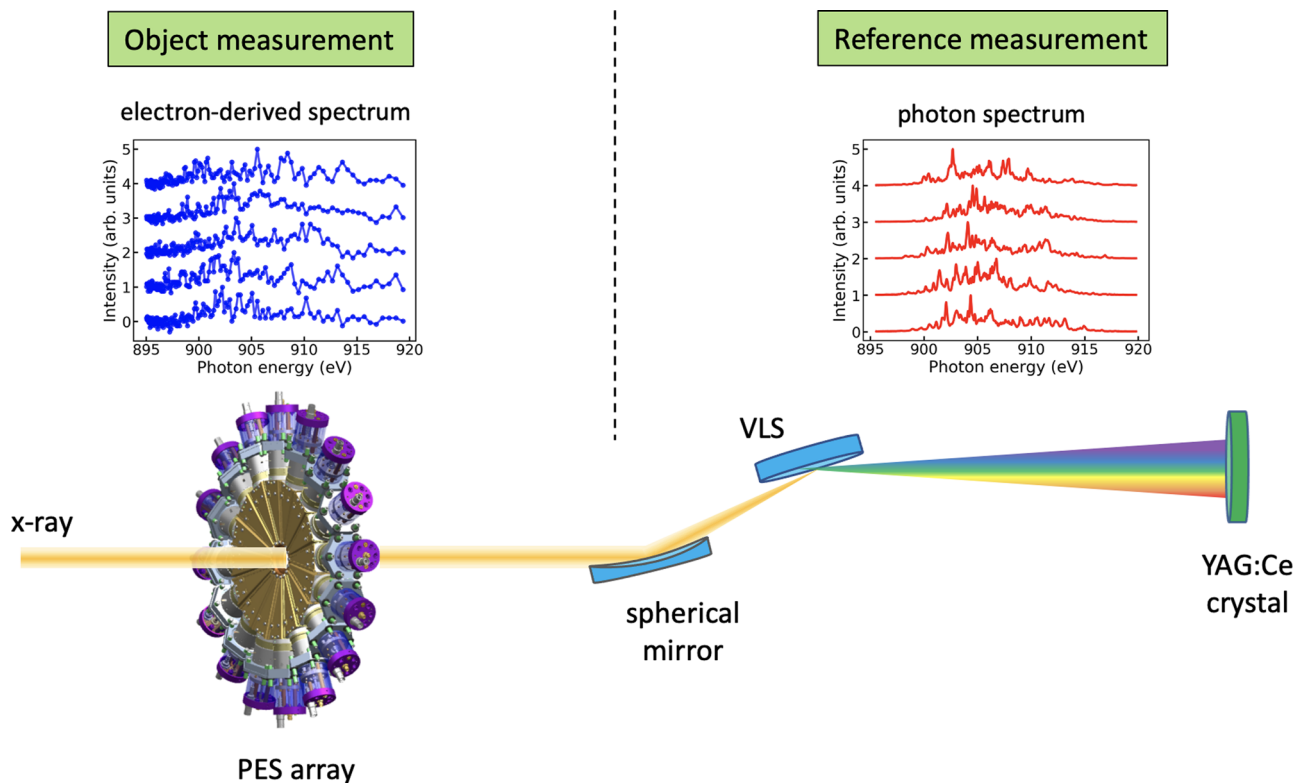 Object measurement
Reference measurement
electron-derived spectrum
photon spectrum
Intensity (arb. units)
5
4
3
2
1
0
895 900 905 910 915 920
Photon energy (eV)
Intensity (arb. units)
5
4
3
2
1
0
895 900 905 910 915 920
Photon energy (eV)
VLS
x-ray
spherical
mirror
YAG:Ce
crystal
PES array